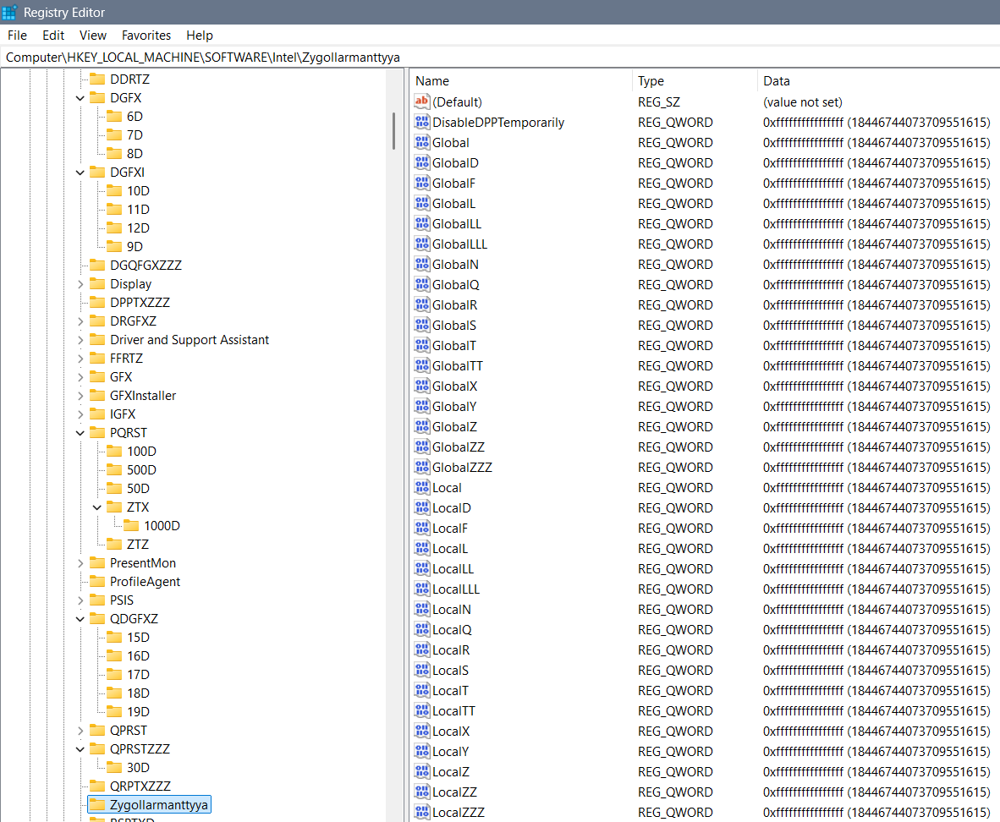 Registry Editor
File Edit View Favorites Help
Computer\HKEY_LOCAL_MACHINE\SOFTWARE\Intel\Zygollarmanttyya
DDRTZ
DGFX
6D
7D
8D
DGFXI
10D
11D
12D
9D
DGQFGXZZZ
Display
DPPTXZZZ
DRGFXZ
Driver and Support Assistant
FFRTZ
GFX
GFXInstaller
IGFX
PQRST
100D
500D
50D
ZTX
1000D
ZTZ
PresentMon
ProfileAgent
PSIS
QDGFXZ
15D
16D
17D
18D
19D
QPRST
QPRSTZZZ
30D
QRPTXZZZ
Zygollarmanttyya
Name Type Data
(Default) REG_SZ (value not set)
DisableDPPTemporarily REG_QWORD 0xffffffffffffffff (18446744073709551615)
Global REG_QWORD 0xffffffffffffffff (18446744073709551615)
GlobalD REG_QWORD 0xffffffffffffffff (18446744073709551615)
GlobalF REG_QWORD 0xffffffffffffffff (18446744073709551615)
GlobalL REG_QWORD 0xffffffffffffffff (18446744073709551615)
GlobalLL REG_QWORD 0xffffffffffffffff (18446744073709551615)
GlobalLLL REG_QWORD 0xffffffffffffffff (18446744073709551615)
GlobalN REG_QWORD 0xffffffffffffffff (18446744073709551615)
GlobalQ REG_QWORD 0xffffffffffffffff (18446744073709551615)
GlobalR REG_QWORD 0xffffffffffffffff (18446744073709551615)
GlobalS REG_QWORD 0xffffffffffffffff (18446744073709551615)
GlobalT REG_QWORD 0xffffffffffffffff (18446744073709551615)
GlobalTT REG_QWORD 0xffffffffffffffff (18446744073709551615)
GlobalX REG_QWORD 0xffffffffffffffff (18446744073709551615)
GlobalY REG_QWORD 0xffffffffffffffff (18446744073709551615)
GlobalZ REG_QWORD 0xffffffffffffffff (18446744073709551615)
GlobalZZ REG_QWORD 0xffffffffffffffff (18446744073709551615)
GlobalZZZ REG_QWORD 0xffffffffffffffff (18446744073709551615)
Local REG_QWORD 0xffffffffffffffff (18446744073709551615)
LocalD REG_QWORD 0xffffffffffffffff (18446744073709551615)
LocalF REG_QWORD 0xffffffffffffffff (18446744073709551615)
LocalL REG_QWORD 0xffffffffffffffff (18446744073709551615)
LocalLL REG_QWORD 0xffffffffffffffff (18446744073709551615)
LocalLLL REG_QWORD 0xffffffffffffffff (18446744073709551615)
LocalN REG_QWORD 0xffffffffffffffff (18446744073709551615)
LocalQ REG_QWORD 0xffffffffffffffff (18446744073709551615)
LocalR REG_QWORD 0xffffffffffffffff (18446744073709551615)
LocalS REG_QWORD 0xffffffffffffffff (18446744073709551615)
LocalT REG_QWORD 0xffffffffffffffff (18446744073709551615)
LocalTT REG_QWORD 0xffffffffffffffff (18446744073709551615)
LocalX REG_QWORD 0xffffffffffffffff (18446744073709551615)
LocalY REG_QWORD 0xffffffffffffffff (18446744073709551615)
LocalZ REG_QWORD 0xffffffffffffffff (18446744073709551615)
LocalZZ REG_QWORD 0xffffffffffffffff (18446744073709551615)
LocalZZZ REG_QWORD 0xffffffffffffffff (18446744073709551615)